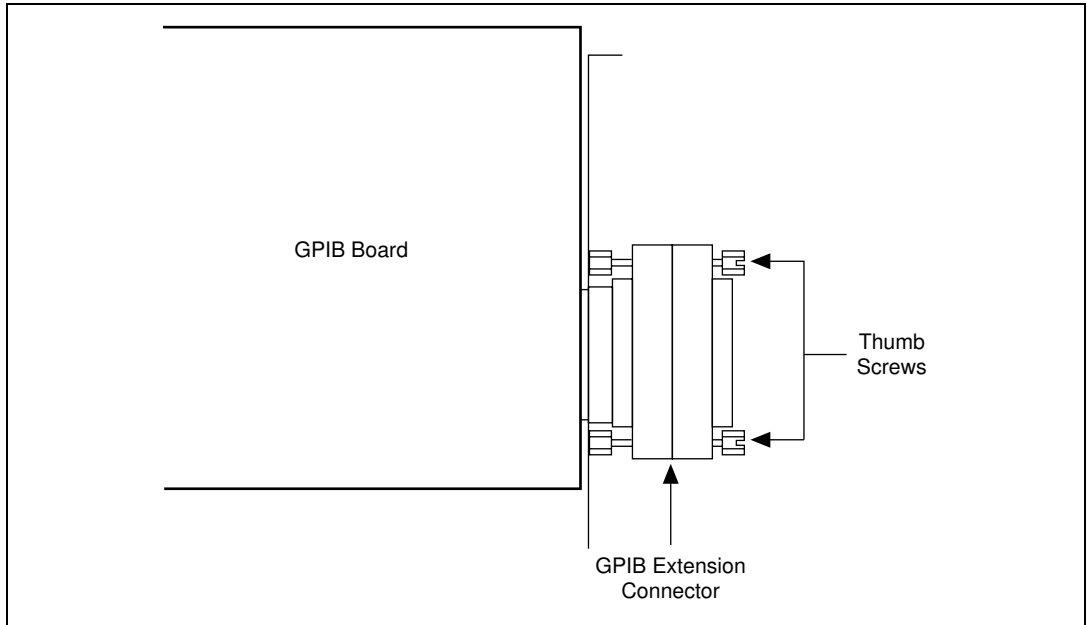 GPIB Board
Thumb
Screws
GPIB Extension
Connector